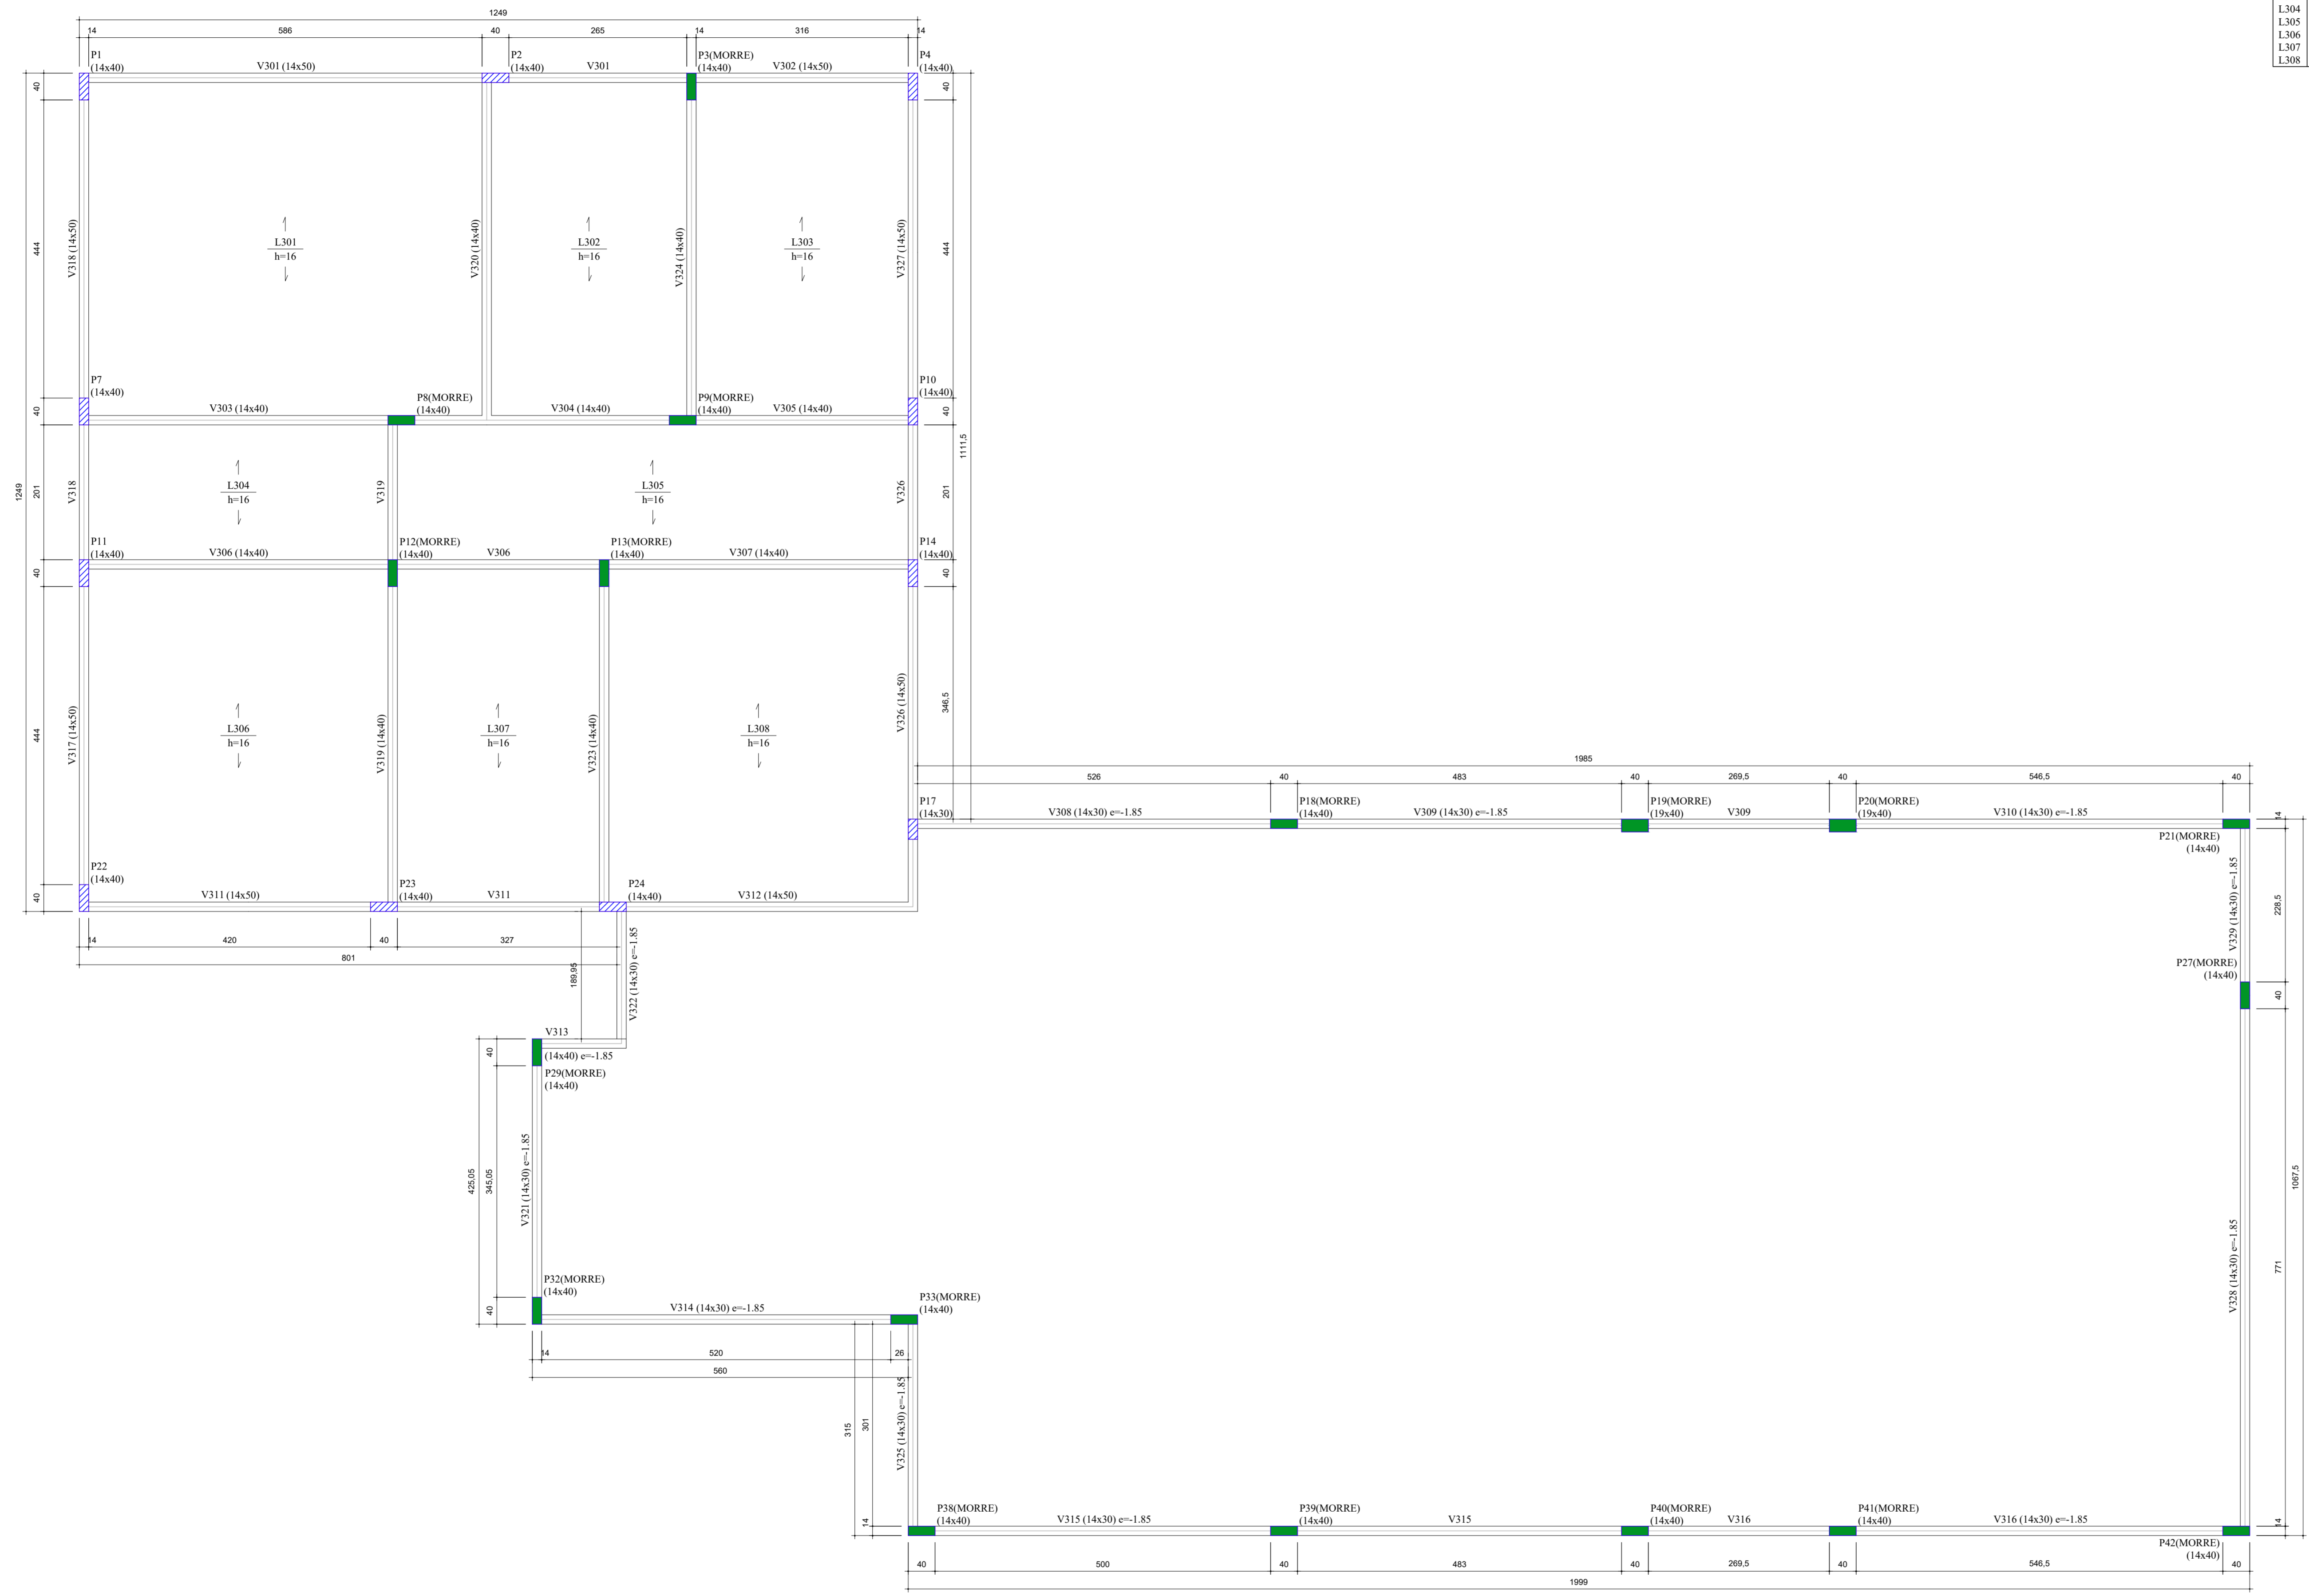 L304
L305
L306
L307
L308
1249
14 586 40 265 14 316 14
P1
(14x40)
V301 (14x50)
P2
(14x40)
V301
P3(MORRE)
(14x40)
V302 (14x50)
P4
(14x40)
40
40
444
V318 (14x50)
L301
h=16
V320 (14x40)
L302
h=16
V324 (14x40)
L303
h=16
V327 (14x50)
444
P7
(14x40)
V303 (14x40)
P8(MORRE)
(14x40)
V304 (14x40)
P9(MORRE)
(14x40)
V305 (14x40)
P10
(14x40)
40
40
1111,5
1249
201
V318
L304
h=16
V319
L305
h=16
V326
201
P11
(14x40)
V306 (14x40)
P12(MORRE)
(14x40)
V306
P13(MORRE)
(14x40)
V307 (14x40)
P14
(14x40)
40
40
444
V317 (14x50)
L306
h=16
V319 (14x40)
L307
h=16
V323 (14x40)
L308
h=16
V326 (14x50)
346,5
1985
526 40 483 40 269,5 40 546,5 40
P17
(14x30)
V308 (14x30) e=-1.85
P18(MORRE)
(14x40)
V309 (14x30) e=-1.85
P19(MORRE)
(19x40)
V309
P20(MORRE)
(19x40)
V310 (14x30) e=-1.85
14
P21(MORRE)
(14x40)
P22
(14x40)
40
V311 (14x50)
P23
(14x40)
V311
P24
(14x40)
V312 (14x50)
V329 (14x30) e=-1.85
228,5
14 420 40 327
801
189,95
V322 (14x30) e=-1.85
P27(MORRE)
(14x40)
40
V313
(14x40) e=-1.85
40
P29(MORRE)
(14x40)
425,05
345,05
V321 (14x30) e=-1.85
1067,5
V328 (14x30) e=-1.85
771
P32(MORRE)
(14x40)
40
V314 (14x30) e=-1.85
P33(MORRE)
(14x40)
14 520 26
560
315
301
V325 (14x30) e=-1.85
14
P38(MORRE)
(14x40)
V315 (14x30) e=-1.85
P39(MORRE)
(14x40)
V315
P40(MORRE)
(14x40)
V316
P41(MORRE)
(14x40)
V316 (14x30) e=-1.85
14
P42(MORRE)
(14x40)
40 500 40 483 40 269,5 40 546,5 40
1999